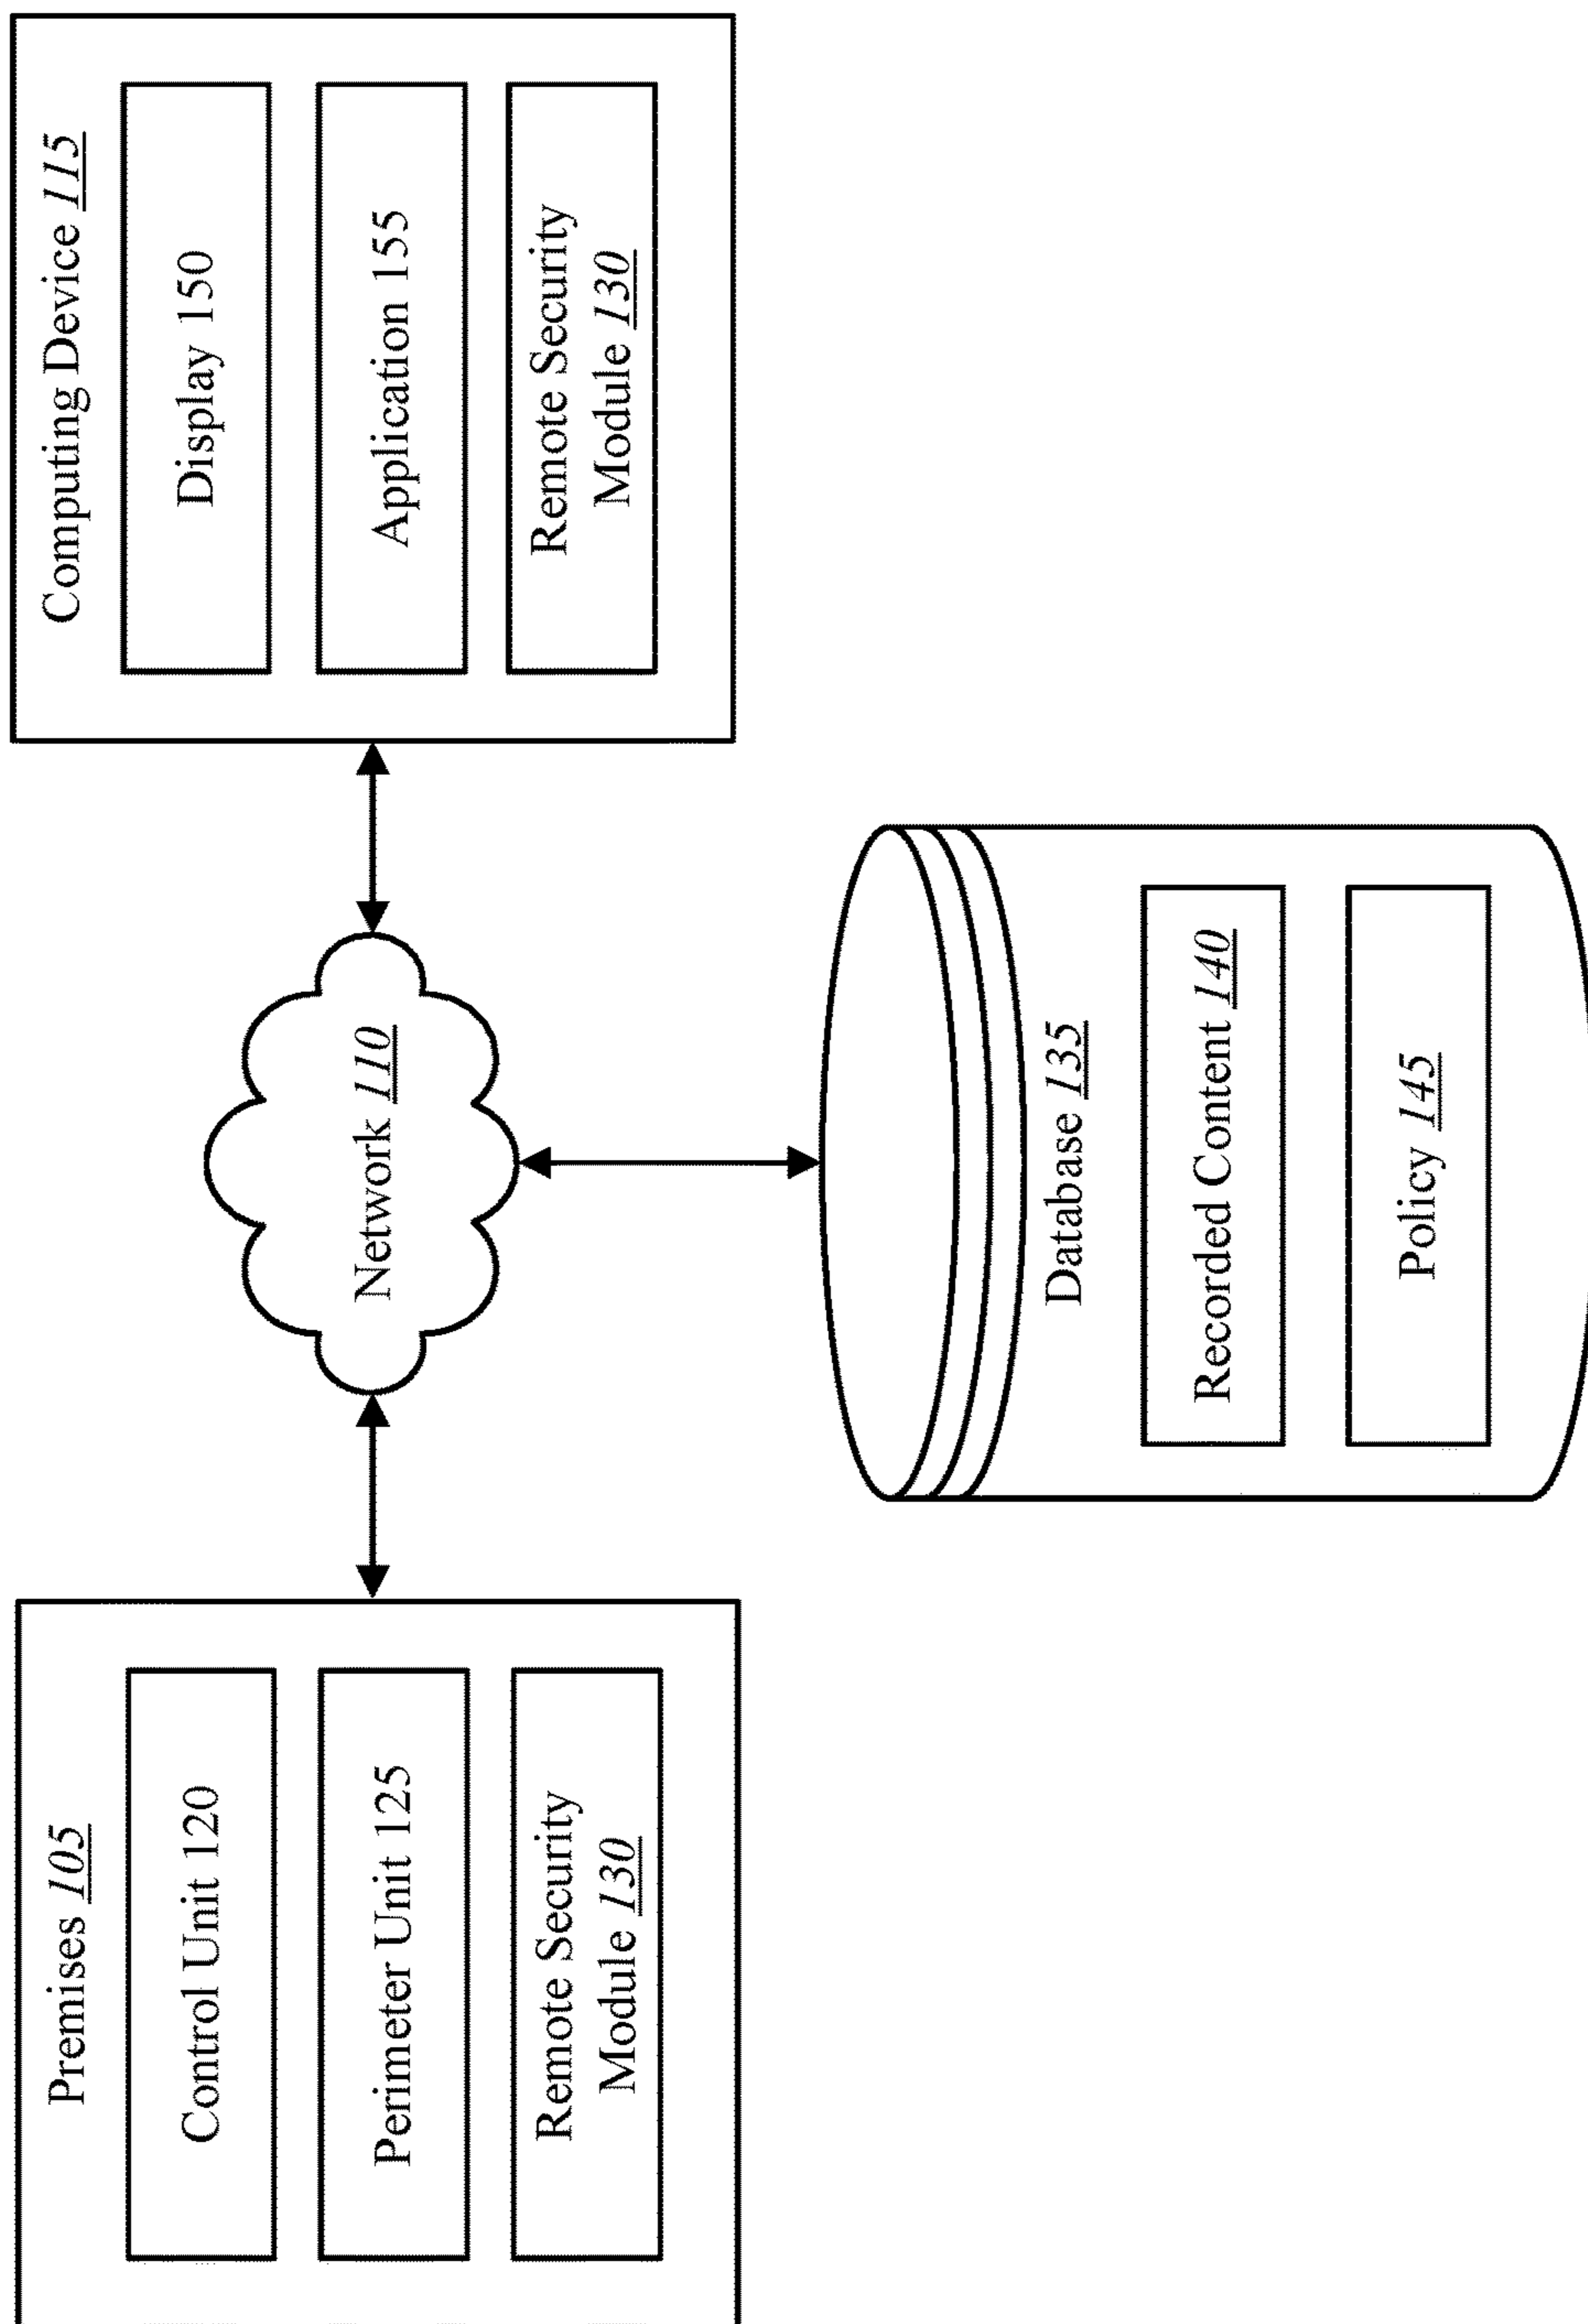 Premises 105
Control Unit 120
Perimeter Unit 125
Remote Security
Module 130
Network 110
Computing Device 115
Display 150
Application 155
Remote Security
Module 130
Database 135
Recorded Content 140
Policy 145